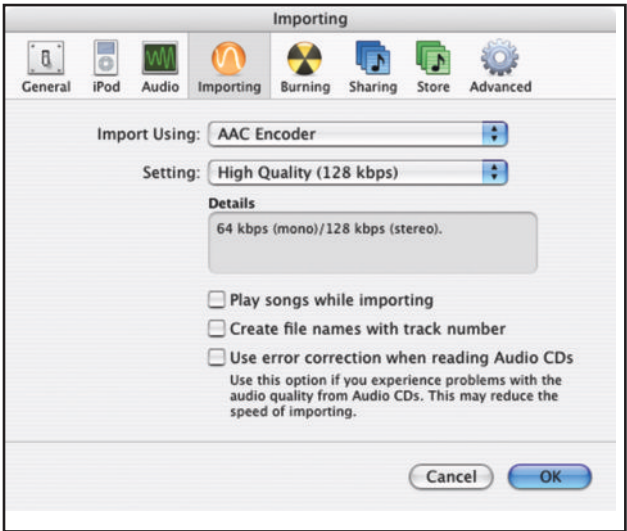 Importing
General iPod Audio Importing Burning Sharing Store Advanced
Import Using: AAC Encoder
Setting: High Quality (128 kbps)
Details
64 kbps (mono)/128 kbps (stereo).
Play songs while importing
Create file names with track number
Use error correction when reading Audio CDs
Use this option if you experience problems with the
audio quality from Audio CDs. This may reduce the
speed of importing.
Cancel OK